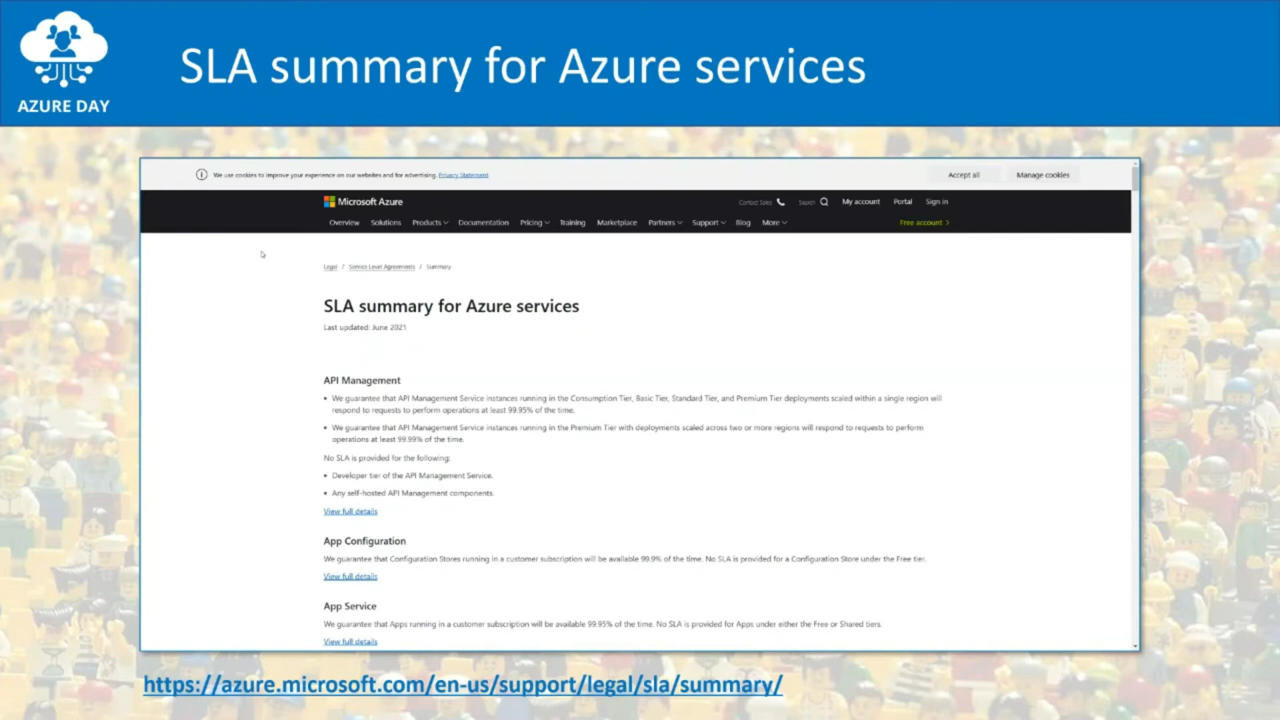 AZURE DAY
SLA summary for Azure services
We use cookies to improve your experience on our websites and for advertising. Privacy Statement
Accept all
Manage cookies
Microsoft Azure
Contact Sales
Search
My account
Portal
Sign in
Overview
Solutions
Products
Documentation
Pricing
Training
Marketplace
Partners
Support
Blog
More
Free account >
Legal / Service Level Agreements / Summary
SLA summary for Azure services
Last updated: June 2021
API Management
• We guarantee that API Management Service instances running in the Consumption Tier, Basic Tier, Standard Tier, and Premium Tier deployments scaled within a single region will
respond to requests to perform operations at least 99.95% of the time.
• We guarantee that API Management Service instances running in the Premium Tier with deployments scaled across two or more regions will respond to requests to perform
operations at least 99.99% of the time.
No SLA is provided for the following:
• Developer tier of the API Management Service.
• Any self-hosted API Management components.
View full details
App Configuration
We guarantee that Configuration Stores running in a customer subscription will be available 99.9% of the time. No SLA is provided for a Configuration Store under the Free tier.
View full details
App Service
We guarantee that Apps running in a customer subscription will be available 99.95% of the time. No SLA is provided for Apps under either the Free or Shared tiers.
View full details
https://azure.microsoft.com/en-us/support/legal/sla/summary/